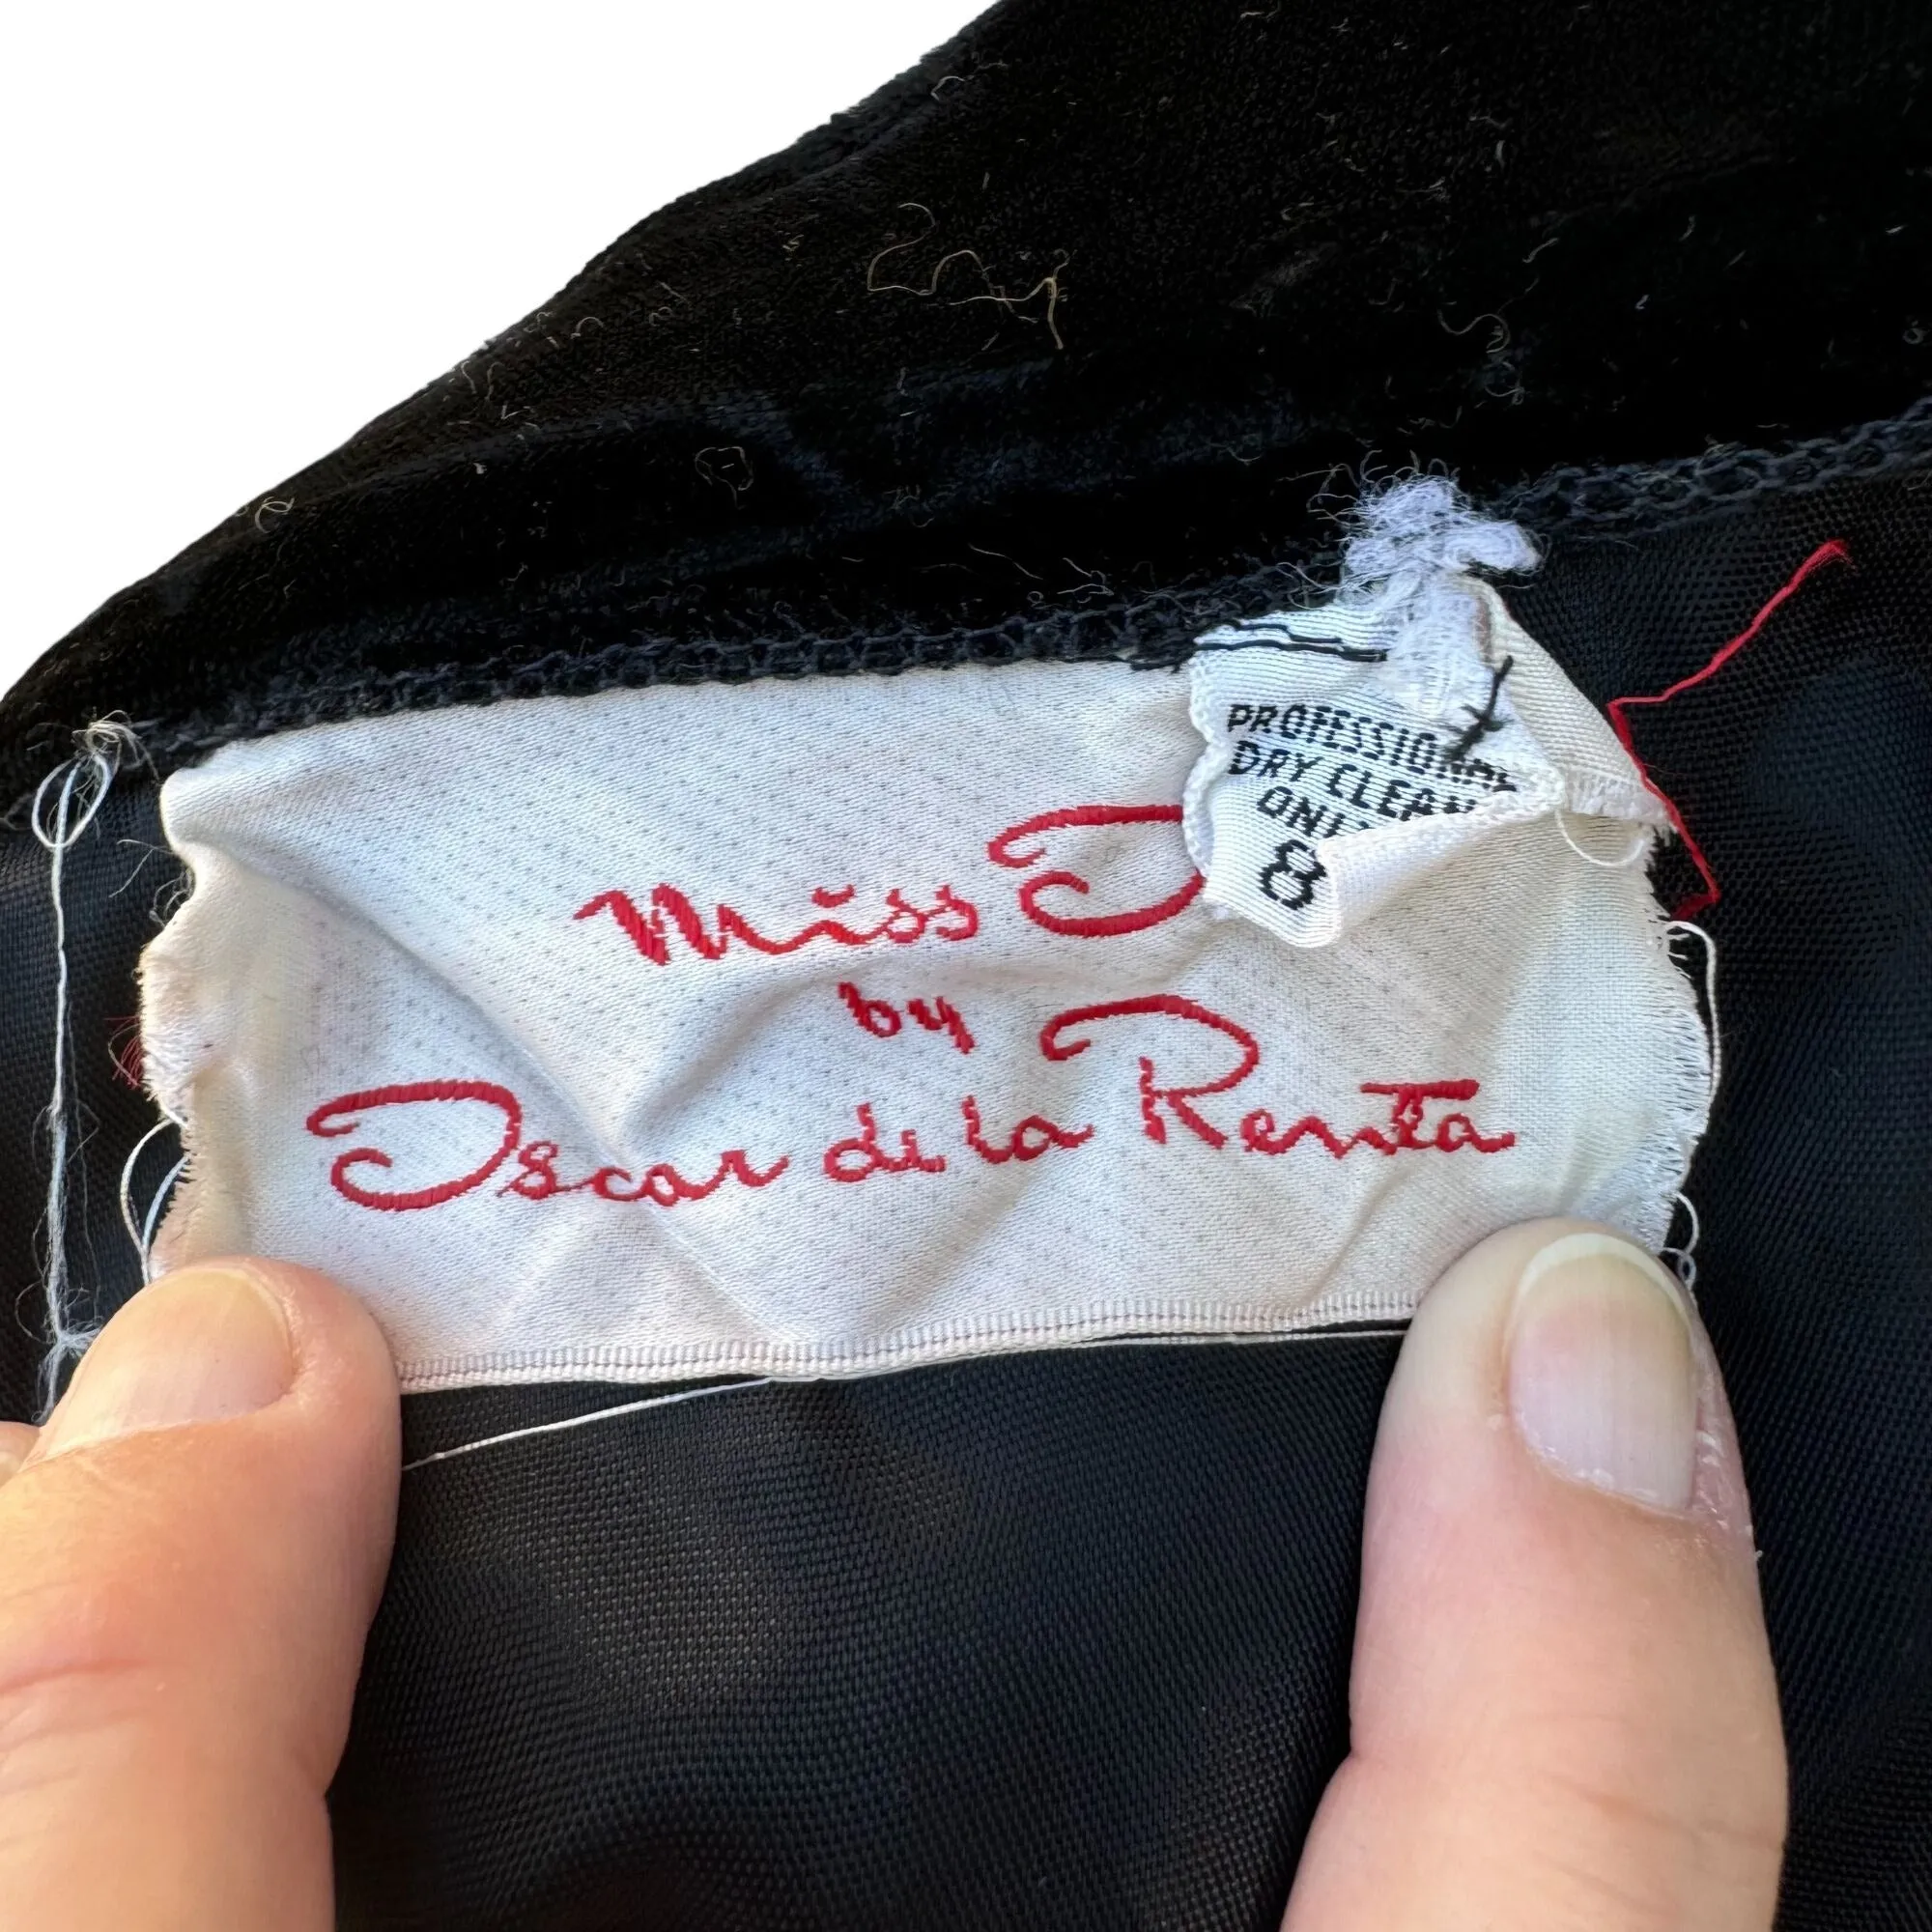 Miss O
by
Oscar de la Renta
PROFESSIONAL
DRY CLEAN
ONLY
8